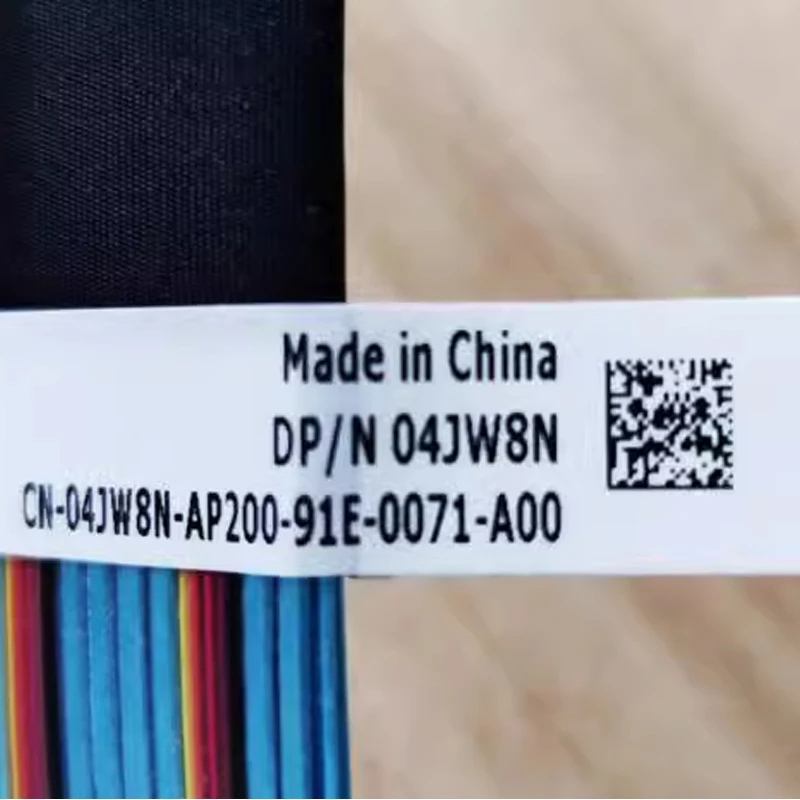 Made in China
DP/N 04JW8N
CN-04JW8N-AP200-91E-0071-A00